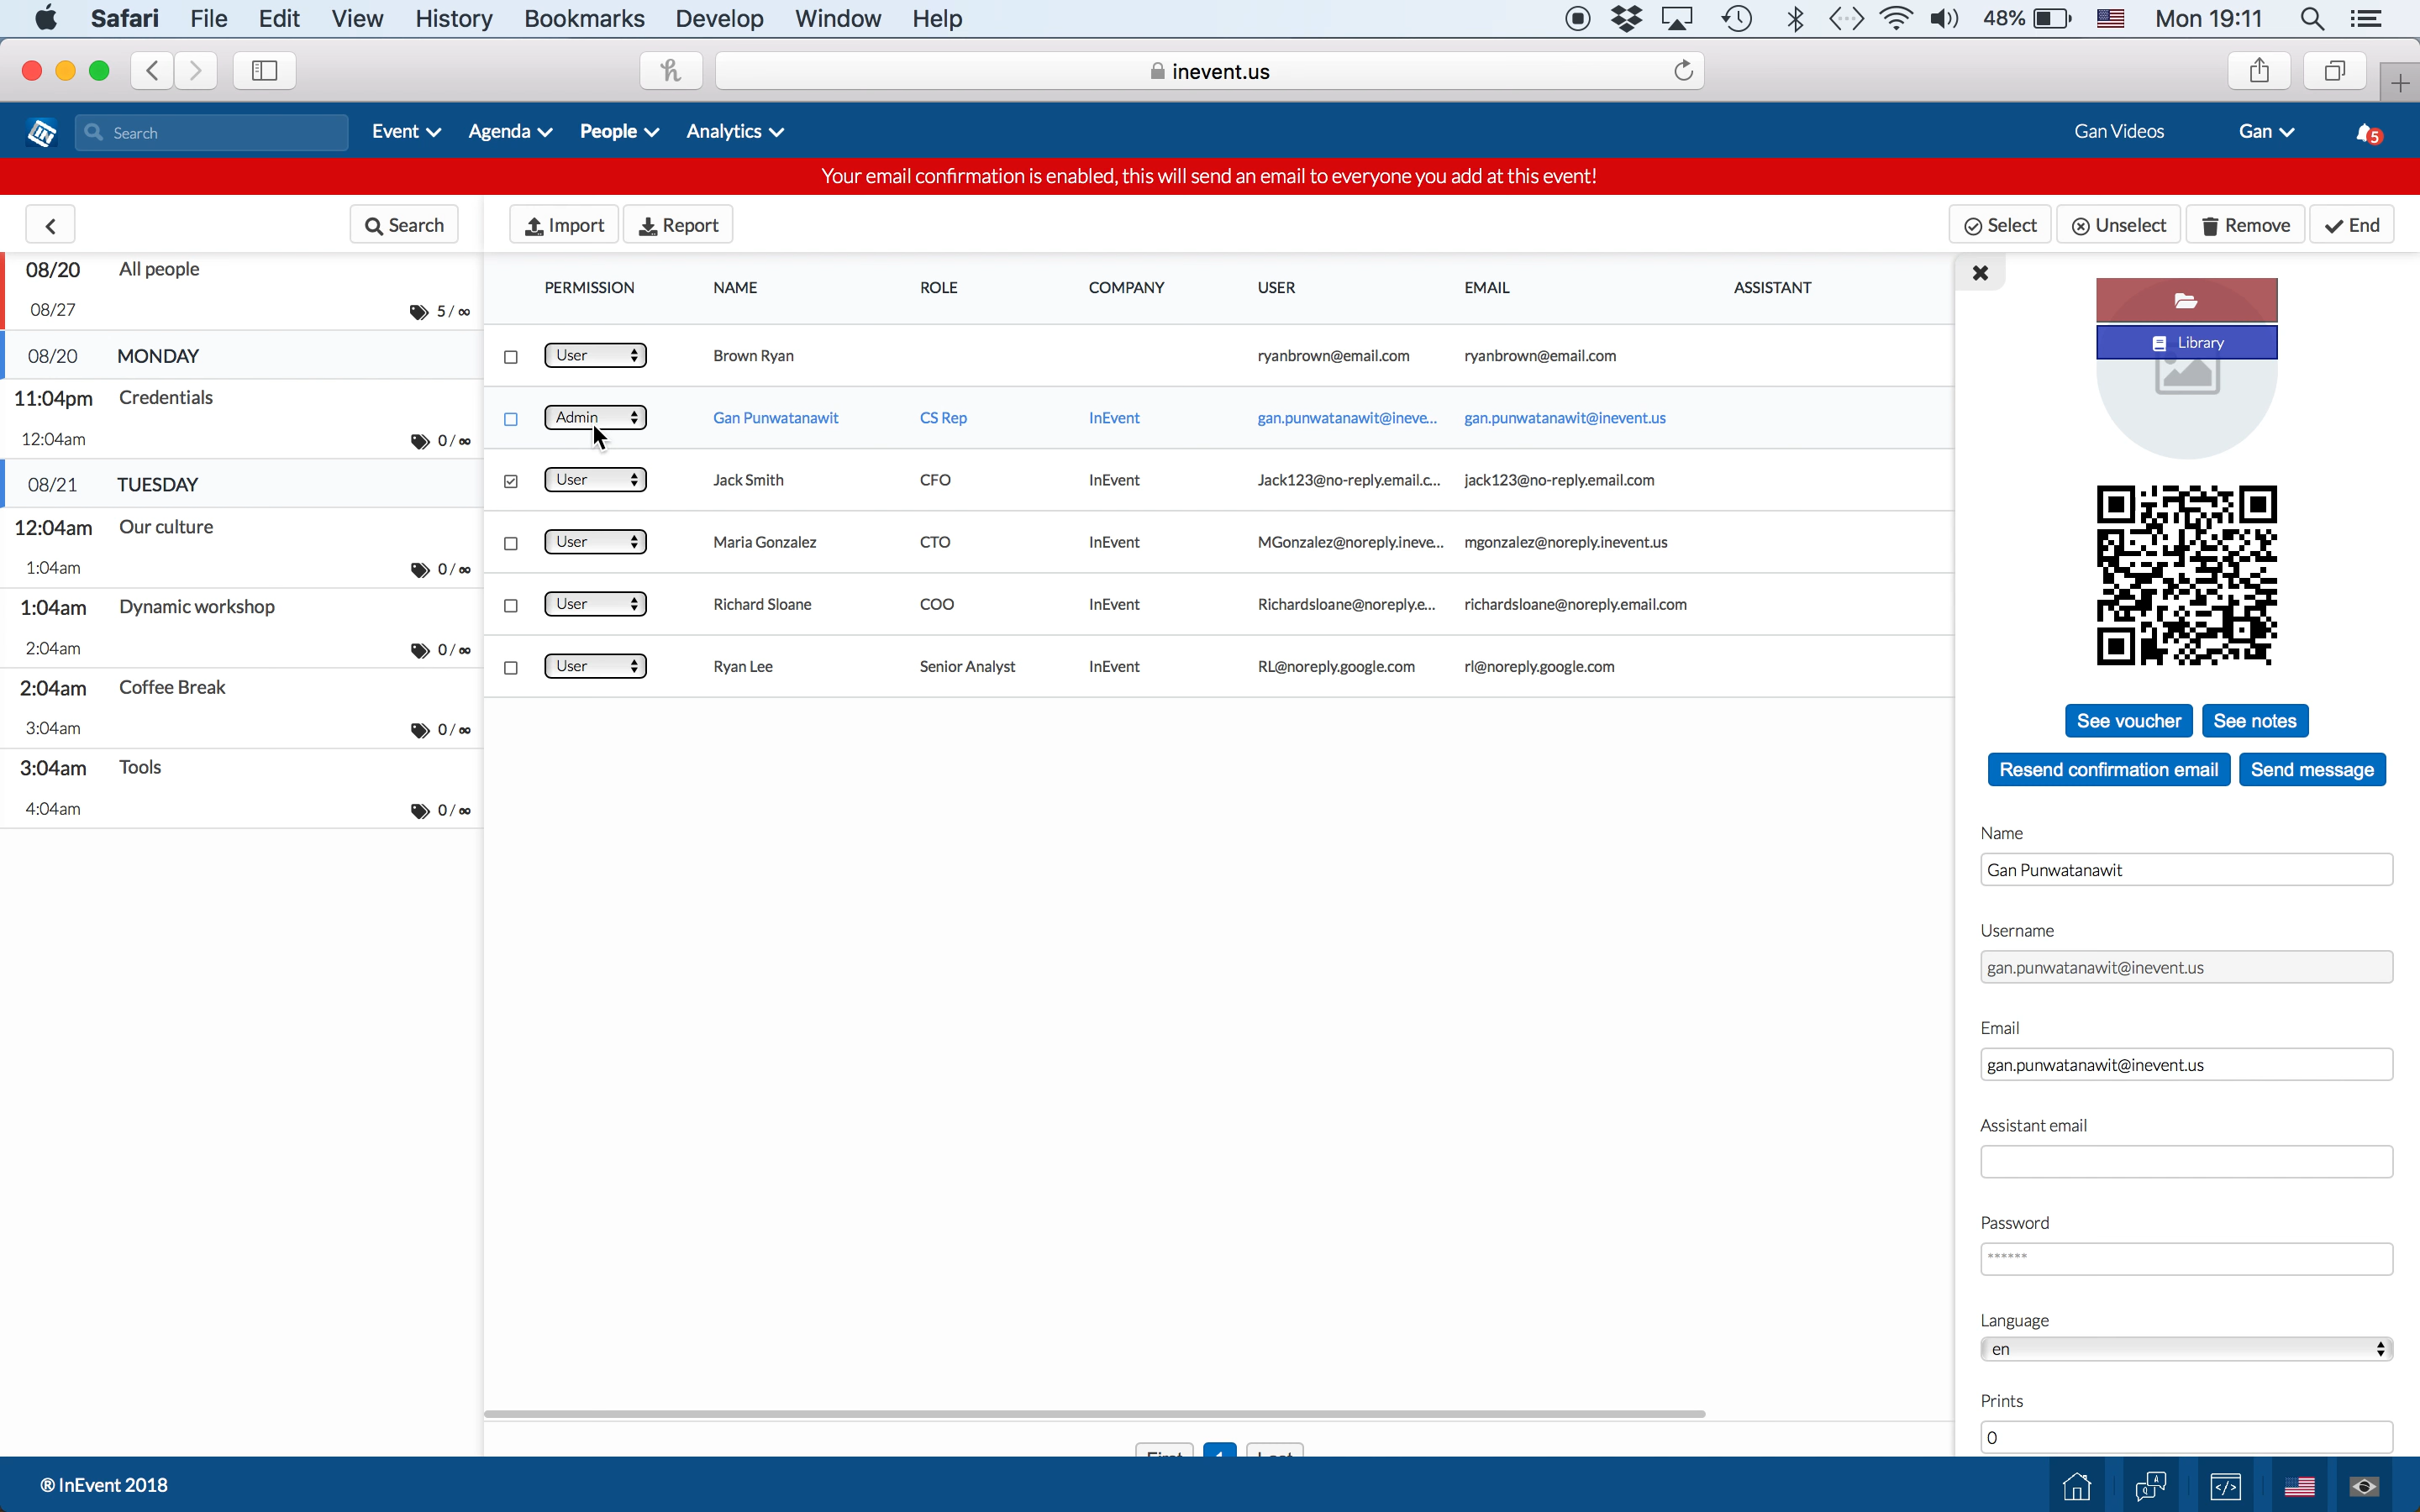 Safari File Edit View History Bookmarks Develop Window Help 48% Mon 19:11
inevent.us
Search Event Agenda People Analytics Gan Videos Gan 5
Your email confirmation is enabled, this will send an email to everyone you add at this event!
Search Import Report Select Unselect Remove End
08/20 All people
08/27 5/∞
08/20 MONDAY
11:04pm Credentials
12:04am 0/∞
08/21 TUESDAY
12:04am Our culture
1:04am 0/∞
1:04am Dynamic workshop
2:04am 0/∞
2:04am Coffee Break
3:04am 0/∞
3:04am Tools
4:04am 0/∞
PERMISSION NAME ROLE COMPANY USER EMAIL ASSISTANT
User Brown Ryan ryanbrown@email.com ryanbrown@email.com
Admin Gan Punwatanawit CS Rep InEvent gan.punwatanawit@ineve... gan.punwatanawit@inevent.us
User Jack Smith CFO InEvent Jack123@no-reply.email.c... jack123@no-reply.email.com
User Maria Gonzalez CTO InEvent MGonzalez@noreply.ineve... mgonzalez@noreply.inevent.us
User Richard Sloane COO InEvent Richardsloane@noreply.e... richardsloane@noreply.email.com
User Ryan Lee Senior Analyst InEvent RL@noreply.google.com rl@noreply.google.com
First 1 Last
Library
See voucher See notes
Resend confirmation email Send message
Name
Gan Punwatanawit
Username
gan.punwatanawit@inevent.us
Email
gan.punwatanawit@inevent.us
Assistant email
Password
******
Language
en
Prints
0
® InEvent 2018